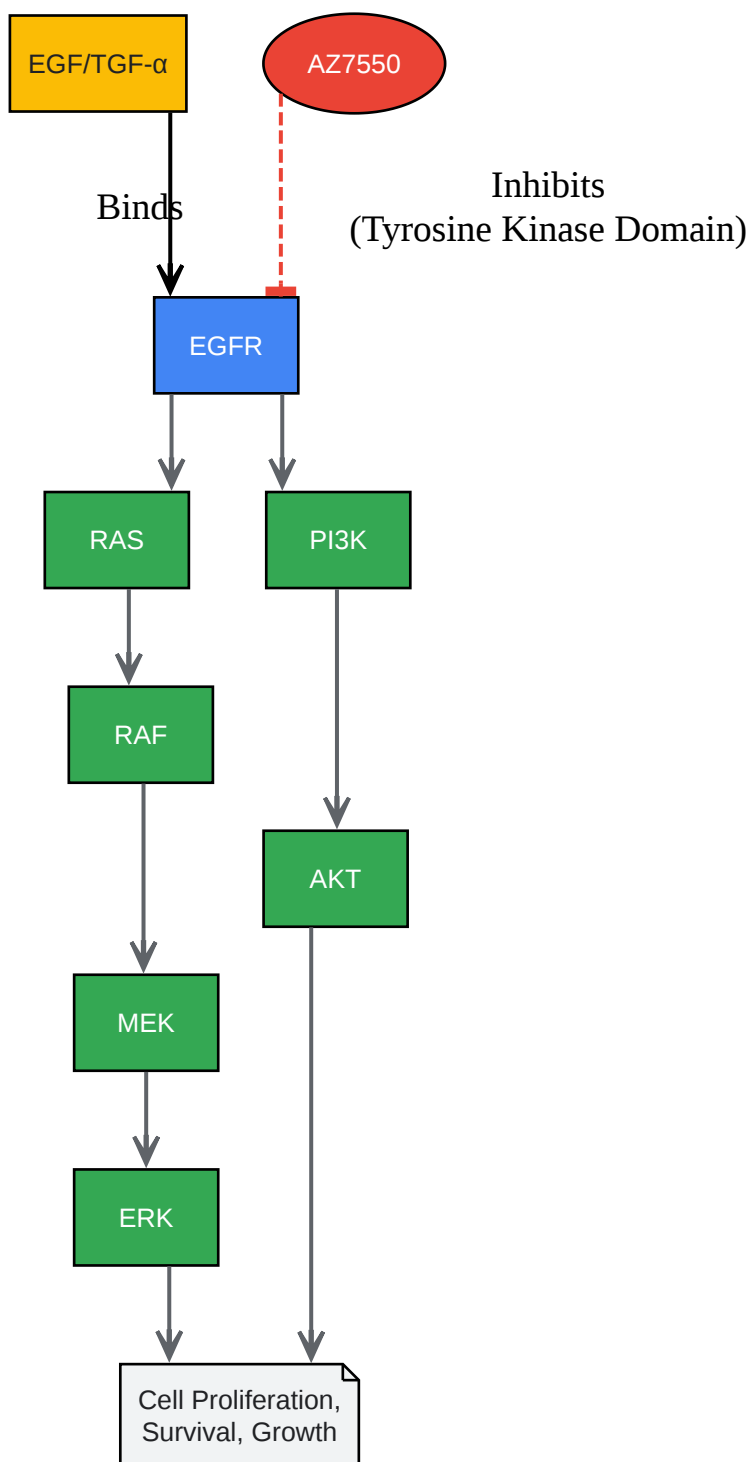 EGF/TGF-α
AZ7550
Binds
Inhibits
(Tyrosine Kinase Domain)
EGFR
RAS
PI3K
RAF
AKT
MEK
ERK
Cell Proliferation,
Survival, Growth